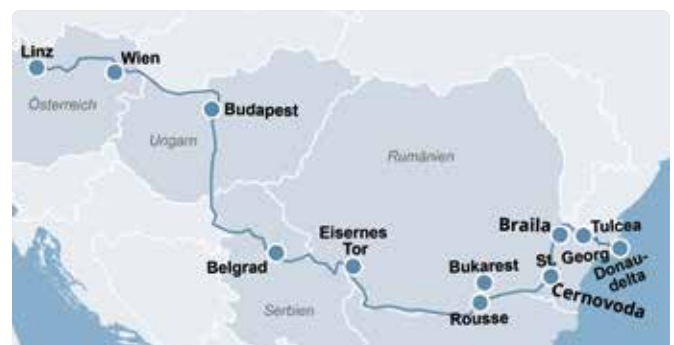 Linz
Wien
Österreich
Budapest
Ungarn
Rumänien
Braila
Tulcea
Eisernes
Tor
St. Georg
Donau-
delta
Belgrad
Bukarest
Cernovoda
Serbien
Rousse